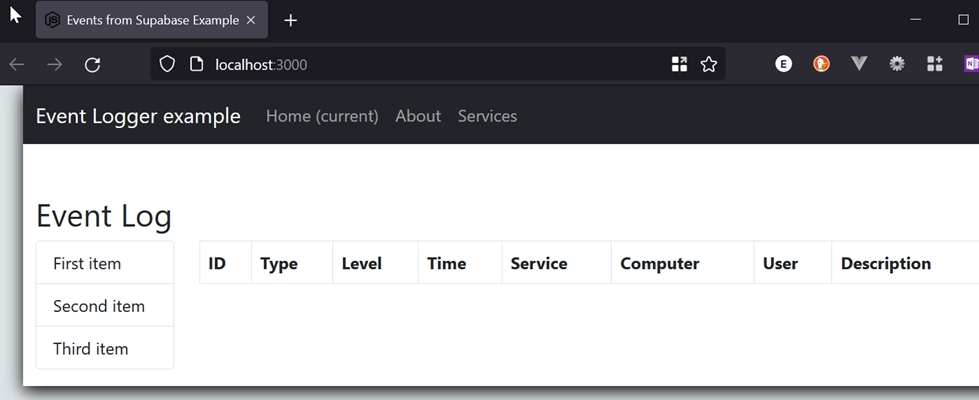 Events from Supabase Example
localhost:3000
E
N
Event Logger example Home (current) About Services
Event Log
First item
Second item
Third item
ID Type Level Time Service Computer User Description